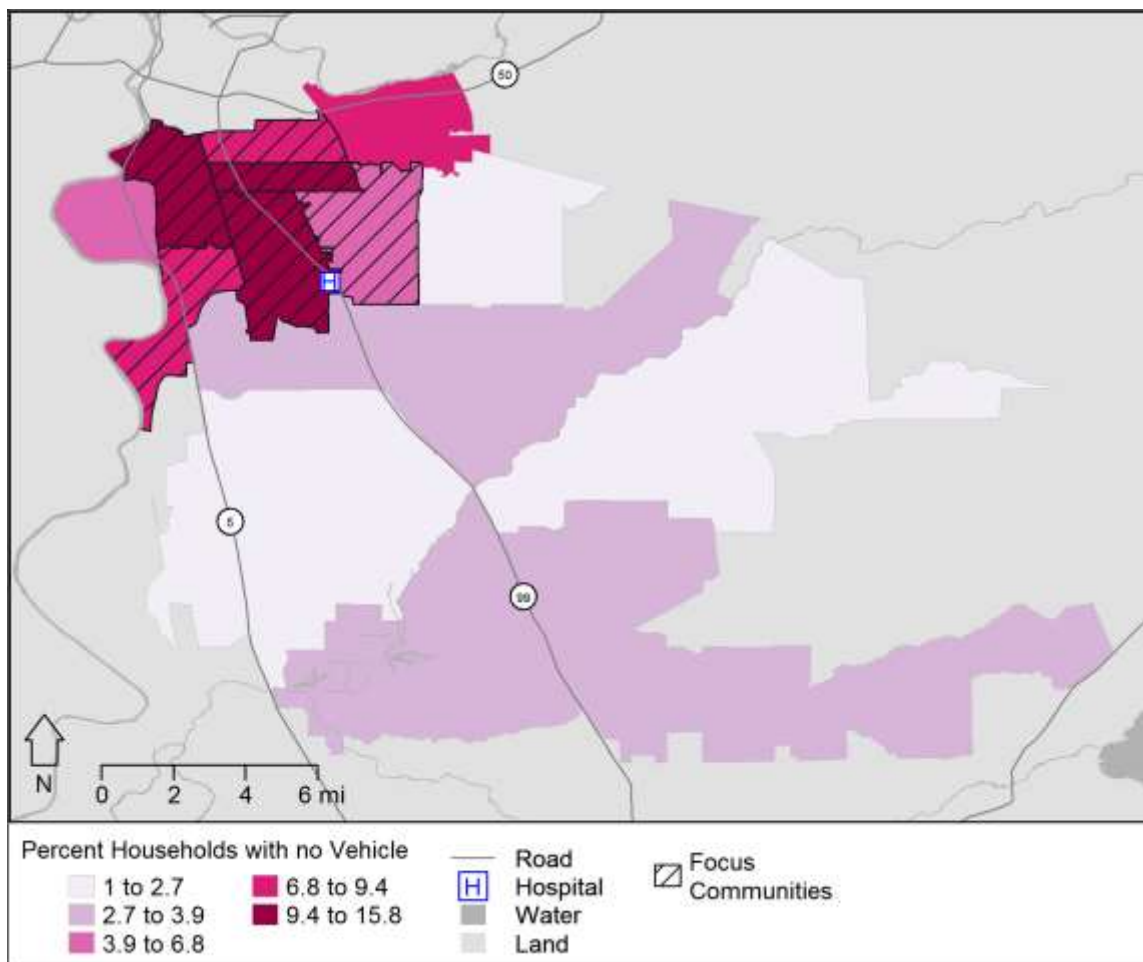 50
H
5
99
N
0 2 4 6 mi
Percent Households with no Vehicle
1 to 2.7
2.7 to 3.9
3.9 to 6.8
6.8 to 9.4
9.4 to 15.8
Road
H Hospital
Water
Land
Focus
Communities